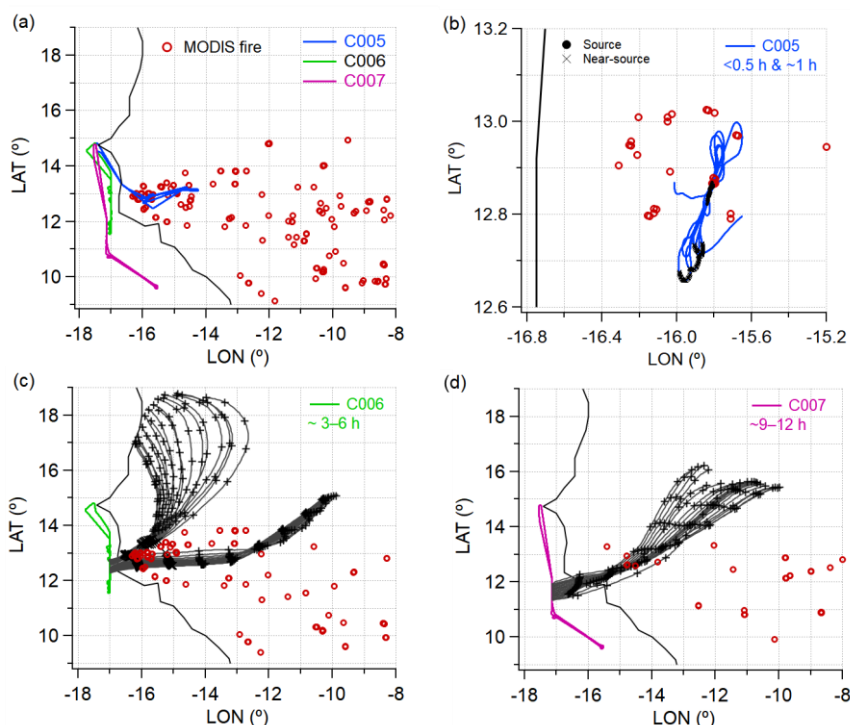 (a)
MODIS fire
C005
C006
C007
LAT (º)
18
16
14
12
10
-18 -16 -14 -12 -10 -8
LON (º)
(b)
Source
Near-source
C005
<0.5 h & ~1 h
LAT (º)
13.2
13.0
12.8
12.6
-16.8 -16.4 -16.0 -15.6 -15.2
LON (º)
(c)
C006
~ 3–6 h
LAT (º)
18
16
14
12
10
-18 -16 -14 -12 -10 -8
LON (º)
(d)
C007
~9–12 h
LAT (º)
18
16
14
12
10
-18 -16 -14 -12 -10 -8
LON (º)